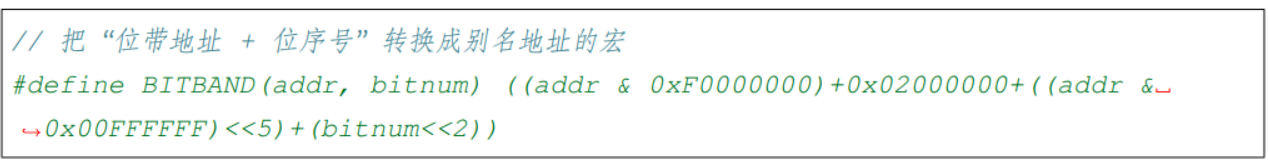 // 把“位带地址 + 位序号”转换成别名地址的宏
#define BITBAND(addr, bitnum) ((addr & 0xF0000000)+0x02000000+((addr &␣
↪0x00FFFFFF)<<5)+(bitnum<<2))